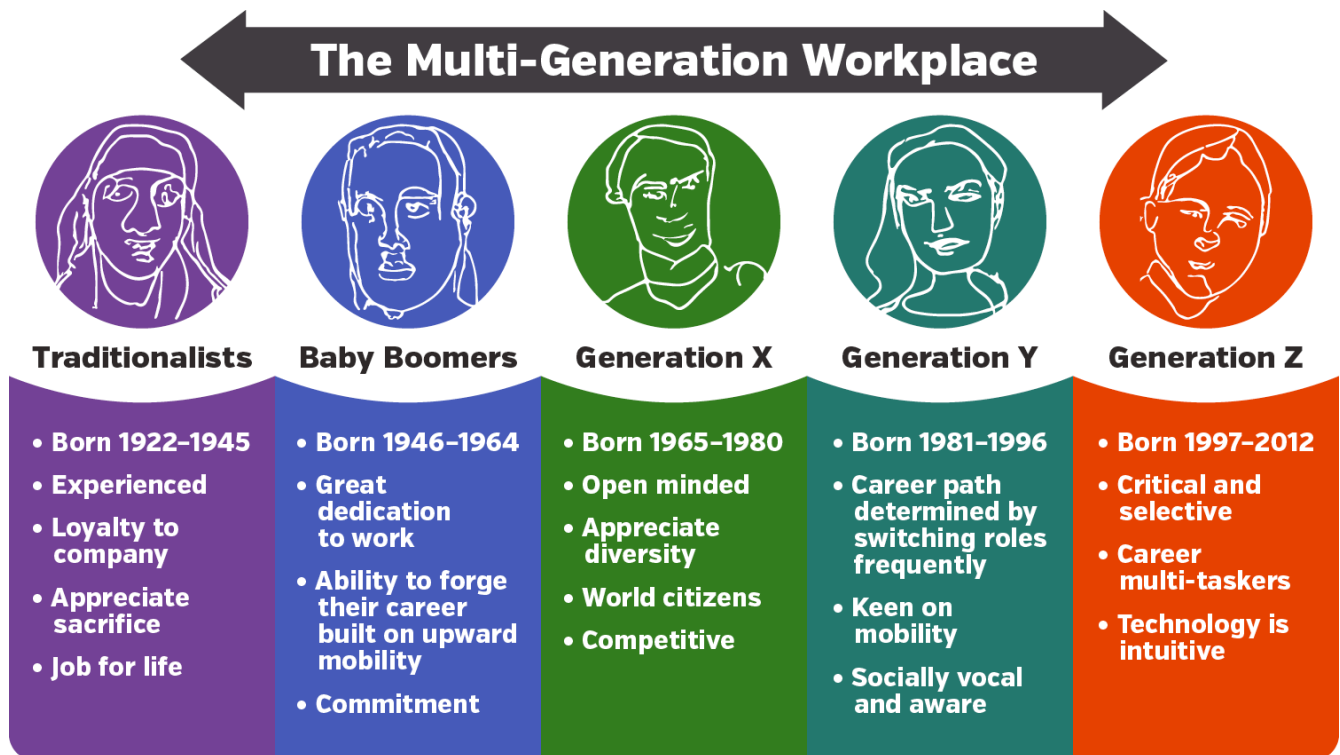 The Multi-Generation Workplace
Traditionalists
• Born 1922–1945
• Experienced
• Loyalty to
company
• Appreciate
sacrifice
• Job for life
Baby Boomers
• Born 1946–1964
• Great
dedication
to work
• Ability to forge
their career
built on upward
mobility
• Commitment
Generation X
• Born 1965–1980
• Open minded
• Appreciate
diversity
• World citizens
• Competitive
Generation Y
• Born 1981–1996
• Career path
determined by
switching roles
frequently
• Keen on
mobility
• Socially vocal
and aware
Generation Z
• Born 1997–2012
• Critical and
selective
• Career
multi-taskers
• Technology is
intuitive